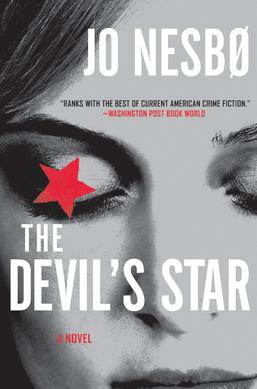 JO NESBØ
"RANKS WITH THE BEST OF CURRENT AMERICAN CRIME FICTION."
—WASHINGTON POST BOOK WORLD
THE
DEVIL'S STAR
A NOVEL